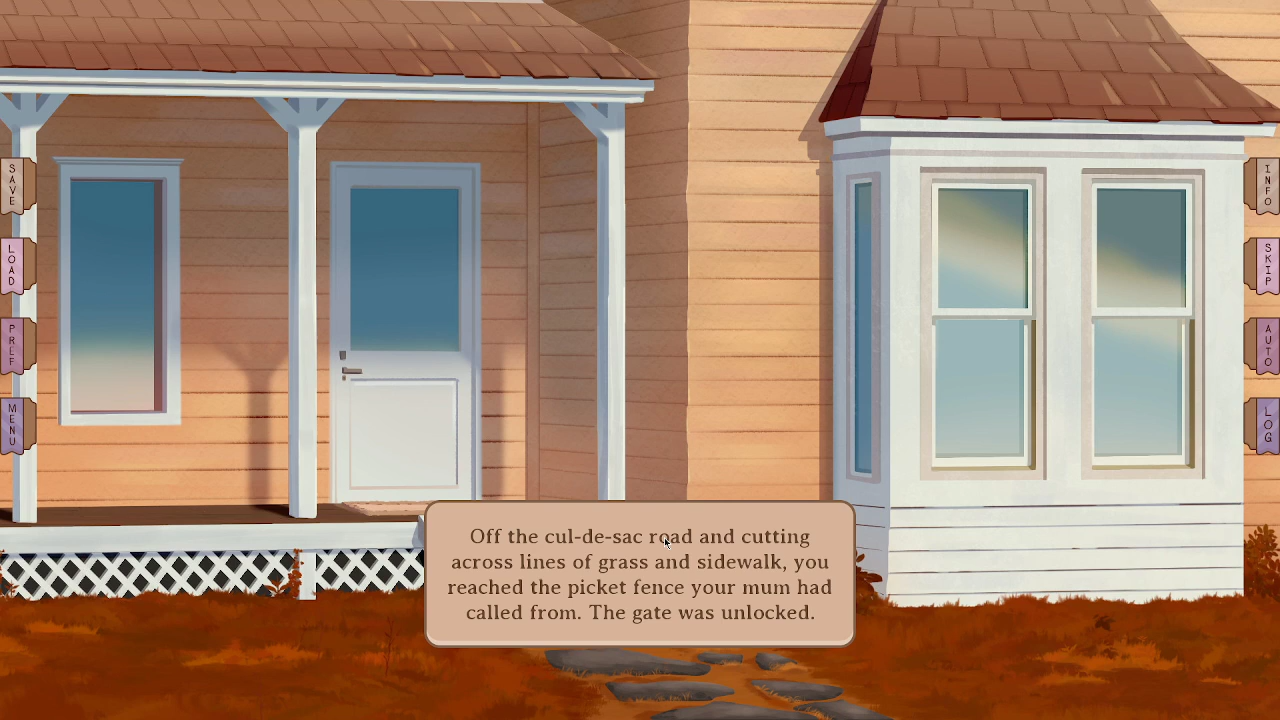 SAVE
LOAD
PREF
MENU
INFO
SKIP
AUTO
LOG
Off the cul-de-sac road and cutting
across lines of grass and sidewalk, you
reached the picket fence your mum had
called from. The gate was unlocked.